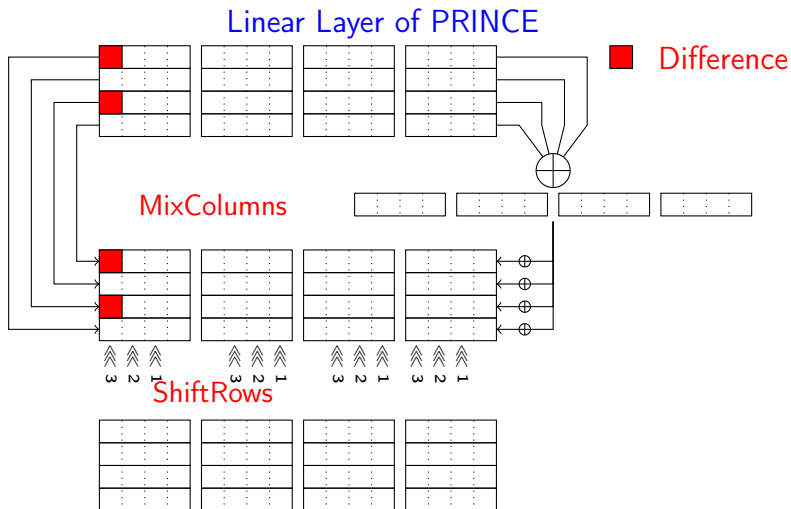 Linear Layer of PRINCE
Difference
MixColumns
3 2 1 3 2 1 3 2 1 3 2 1
ShiftRows